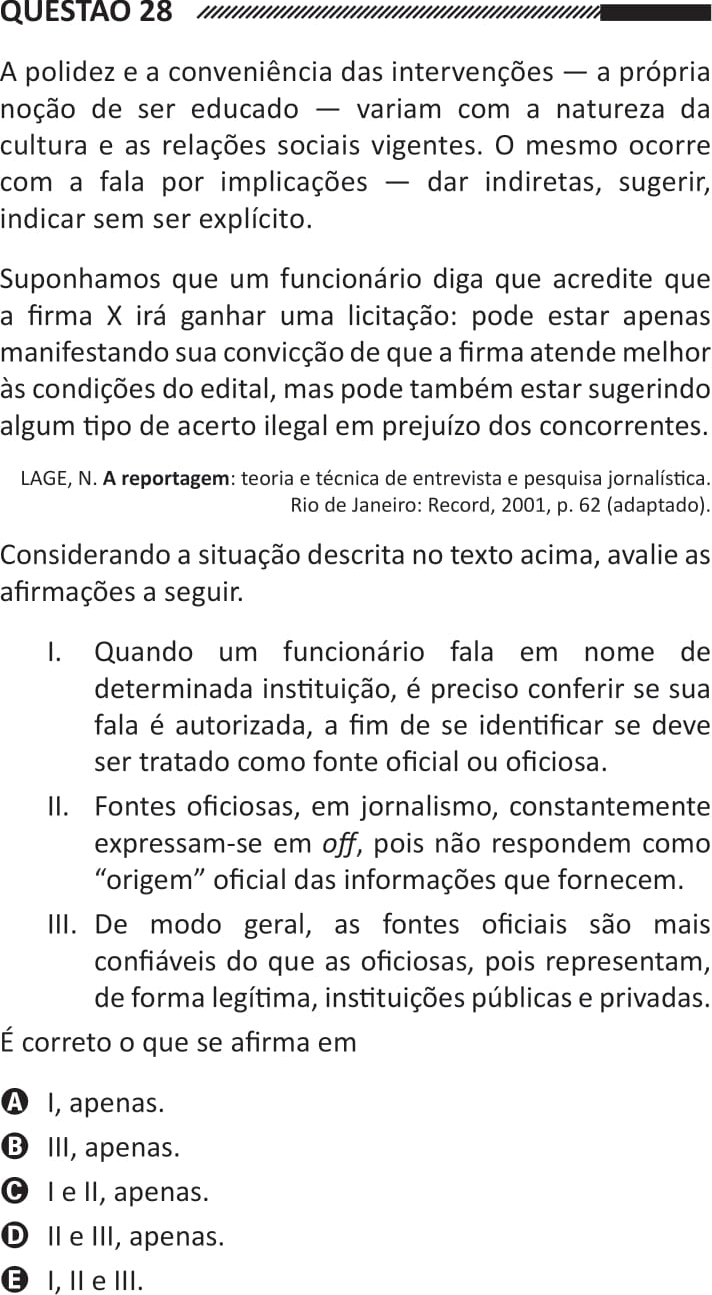 QUESTÃO 28
A polidez e a conveniência das intervenções — a própria
noção de ser educado — variam com a natureza da
cultura e as relações sociais vigentes. O mesmo ocorre
com a fala por implicações — dar indiretas, sugerir,
indicar sem ser explícito.
Suponhamos que um funcionário diga que acredite que
a firma X irá ganhar uma licitação: pode estar apenas
manifestando sua convicção de que a firma atende melhor
às condições do edital, mas pode também estar sugerindo
algum tipo de acerto ilegal em prejuízo dos concorrentes.
LAGE, N. A reportagem: teoria e técnica de entrevista e pesquisa jornalística.
Rio de Janeiro: Record, 2001, p. 62 (adaptado).
Considerando a situação descrita no texto acima, avalie as
afirmações a seguir.
I. Quando um funcionário fala em nome de
determinada instituição, é preciso conferir se sua
fala é autorizada, a fim de se identificar se deve
ser tratado como fonte oficial ou oficiosa.
II. Fontes oficiosas, em jornalismo, constantemente
expressam-se em off, pois não respondem como
“origem” oficial das informações que fornecem.
III. De modo geral, as fontes oficiais são mais
confiáveis do que as oficiosas, pois representam,
de forma legítima, instituições públicas e privadas.
É correto o que se afirma em
A I, apenas.
B III, apenas.
C I e II, apenas.
D II e III, apenas.
E I, II e III.